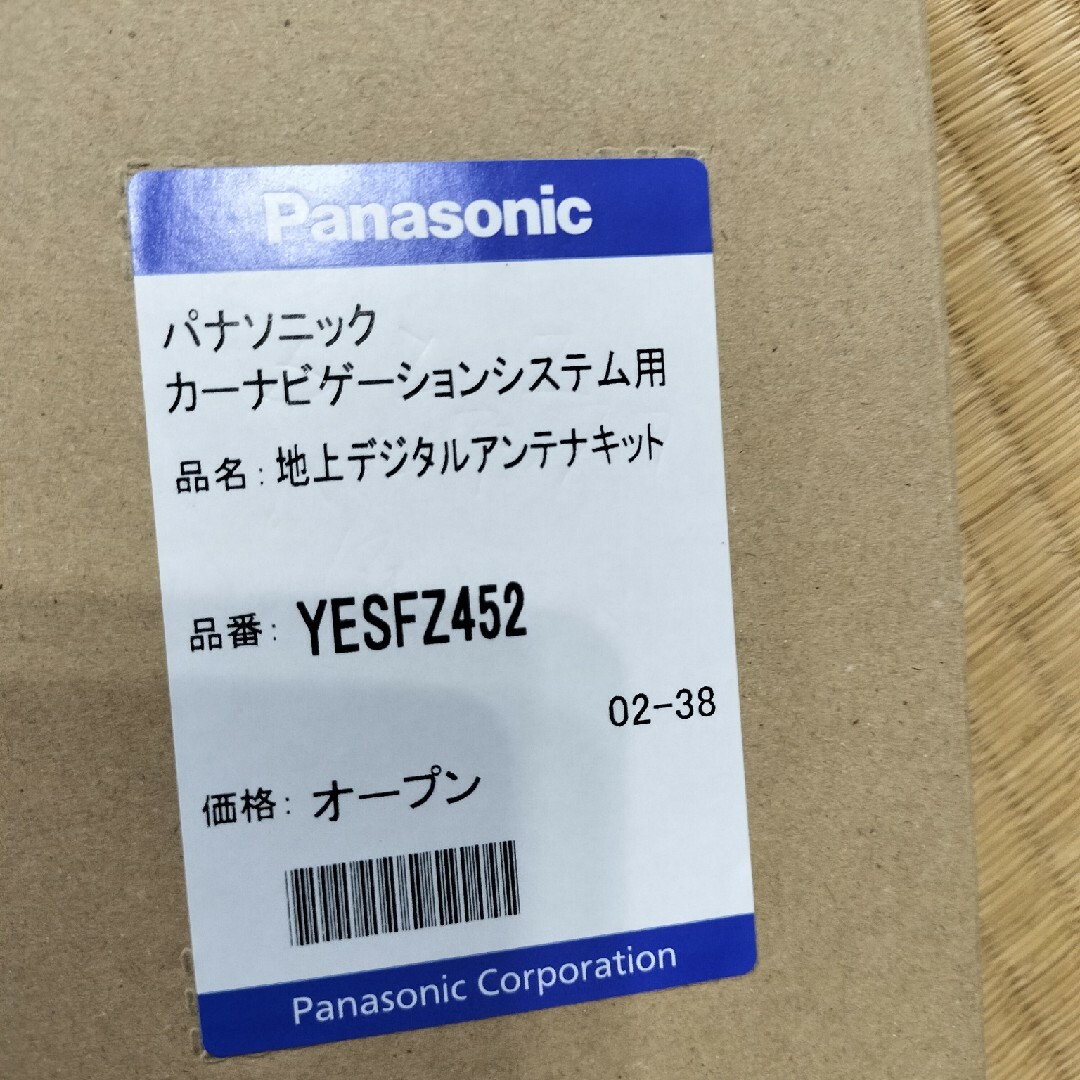 Panasonic
パナソニック
カーナビゲーションシステム用
品名:地上デジタルアンテナキット
品番: YESFZ452
02-38
価格: オープン
Panasonic Corporation